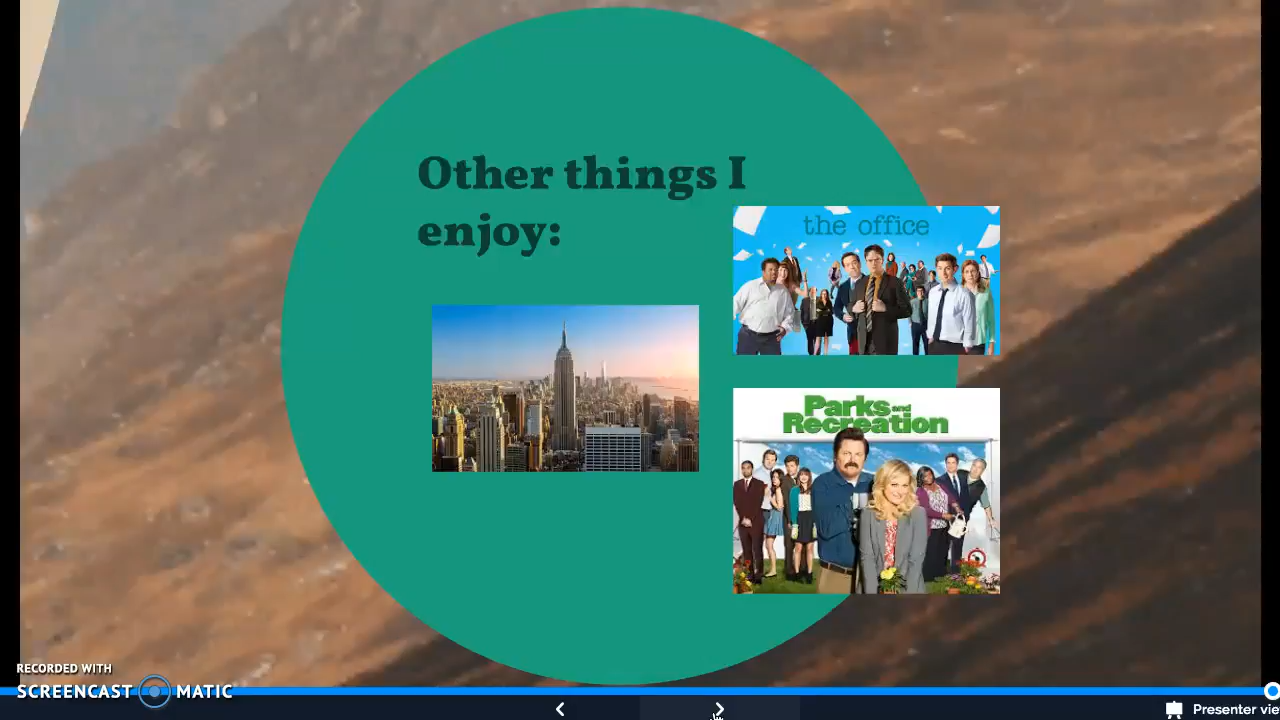 Other things I
enjoy:
the office
Parks and
Recreation
RECORDED WITH
SCREENCAST MATIC
Presenter vie